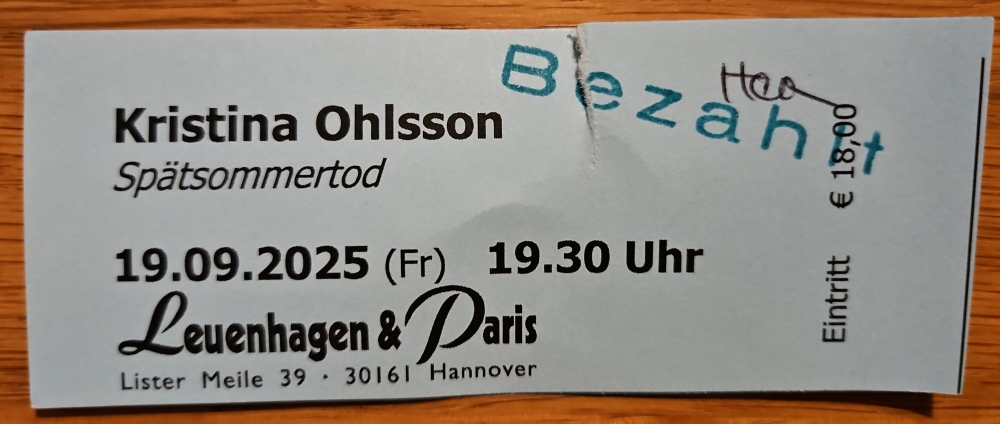 Bezahlt
Kristina Ohlsson
Spätsommertod
19.09.2025 (Fr) 19.30 Uhr
Leuenhagen & Paris
Lister Meile 39 · 30161 Hannover
Eintritt € 18,00